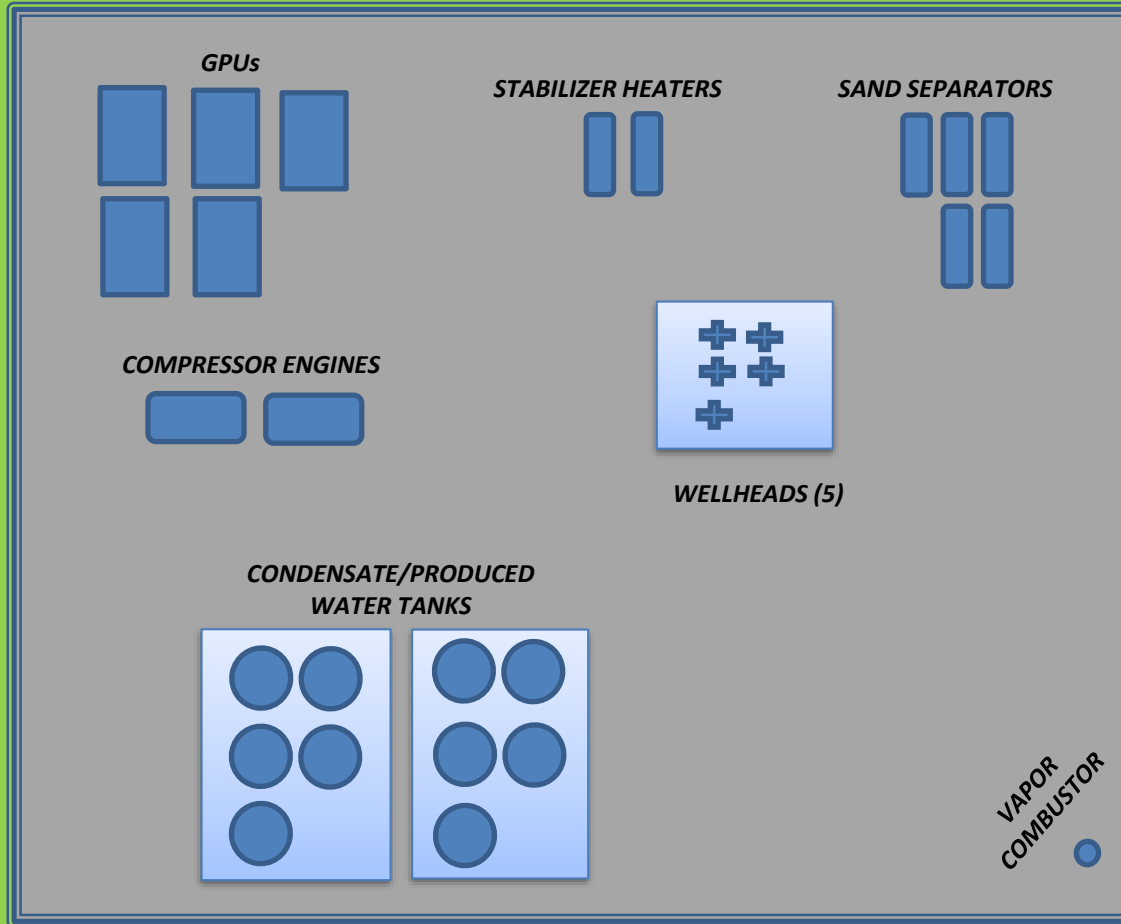 GPUs
STABILIZER HEATERS
SAND SEPARATORS
COMPRESSOR ENGINES
WELLHEADS (5)
CONDENSATE/PRODUCED
WATER TANKS
VAPOR
COMBUSTOR